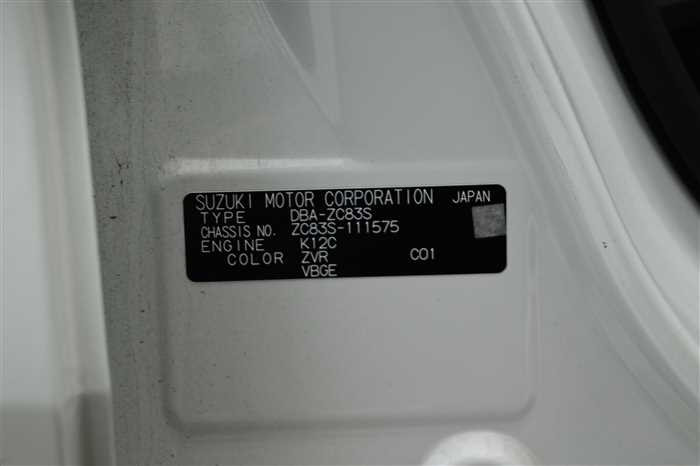 SUZUKI MOTOR CORPORATION JAPAN
TYPE DBA-ZC83S
CHASSIS NO. ZC83S-111575
ENGINE K12C
COLOR ZVR C01
VBGE